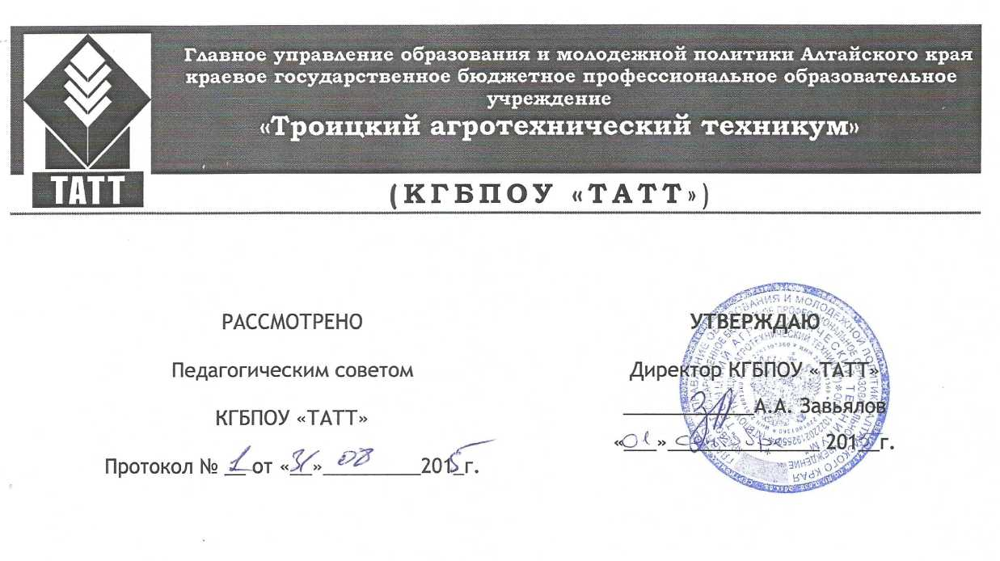 Главное управление образования и молодежной политики Алтайского края
краевое государственное бюджетное профессиональное образовательное
учреждение
«Троицкий агротехнический техникум»
ТАТТ
(КГБПОУ «ТАТТ»)
РАССМОТРЕНО
Педагогическим советом
КГБПОУ «ТАТТ»
Протокол № 1 от «31» 08 2015 г.
УТВЕРЖДАЮ
Директор КГБПОУ «ТАТТ»
А.А. Завьялов
«01» 2015 г.